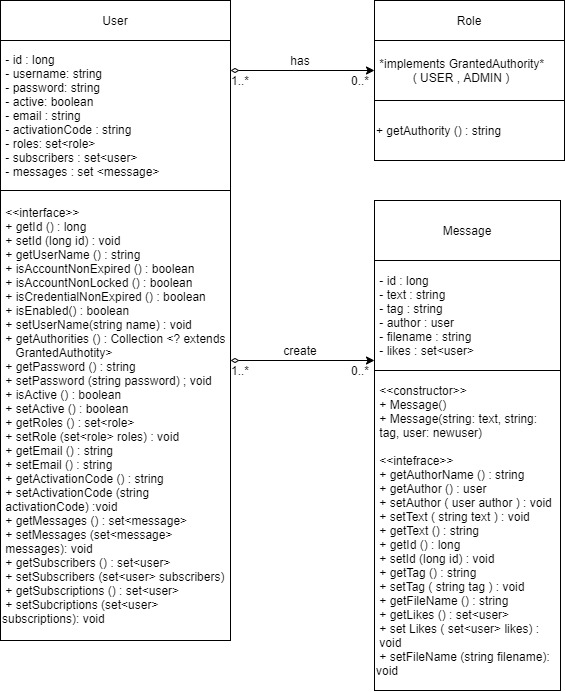 User
- id : long
- username: string
- password: string
- active: boolean
- email : string
- activationCode : string
- roles: set<role>
- subscribers : set<user>
- messages : set <message>
<<interface>>
+ getId () : long
+ setId (long id) : void
+ getUserName () : string
+ isAccountNonExpired () : boolean
+ isAccountNonLocked () : boolean
+ isCredentialNonExpired () : boolean
+ isEnabled() : boolean
+ setUserName(string name) : void
+ getAuthorities () : Collection <? extends
GrantedAuthotity>
+ getPassword () : string
+ setPassword (string password) ; void
+ isActive () : boolean
+ setActive () : boolean
+ getRoles () : set<role>
+ setRole (set<role> roles) : void
+ getEmail () : string
+ setEmail () : string
+ getActivationCode () : string
+ setActivationCode (string
activationCode) :void
+ getMessages () : set<message>
+ setMessages (set<message>
messages): void
+ getSubscribers () : set<user>
+ setSubscribers (set<user> subscribers)
+ getSubscriptions () : set<user>
+ setSubcriptions (set<user>
subscriptions): void
has
1..*
0..*
Role
*implements GrantedAuthority*
( USER , ADMIN )
+ getAuthority () : string
create
1..*
0..*
Message
- id : long
- text : string
- tag : string
- author : user
- filename : string
- likes : set<user>
<<constructor>>
+ Message()
+ Message(string: text, string:
tag, user: newuser)
<<intefrace>>
+ getAuthorName () : string
+ getAuthor () : user
+ setAuthor ( user author ) : void
+ setText ( string text ) : void
+ getText () : string
+ getId () : long
+ setId (long id) : void
+ getTag () : string
+ setTag ( string tag ) : void
+ getFileName () : string
+ getLikes () : set<user>
+ set Likes ( set<user> likes) :
void
+ setFileName (string filename):
void